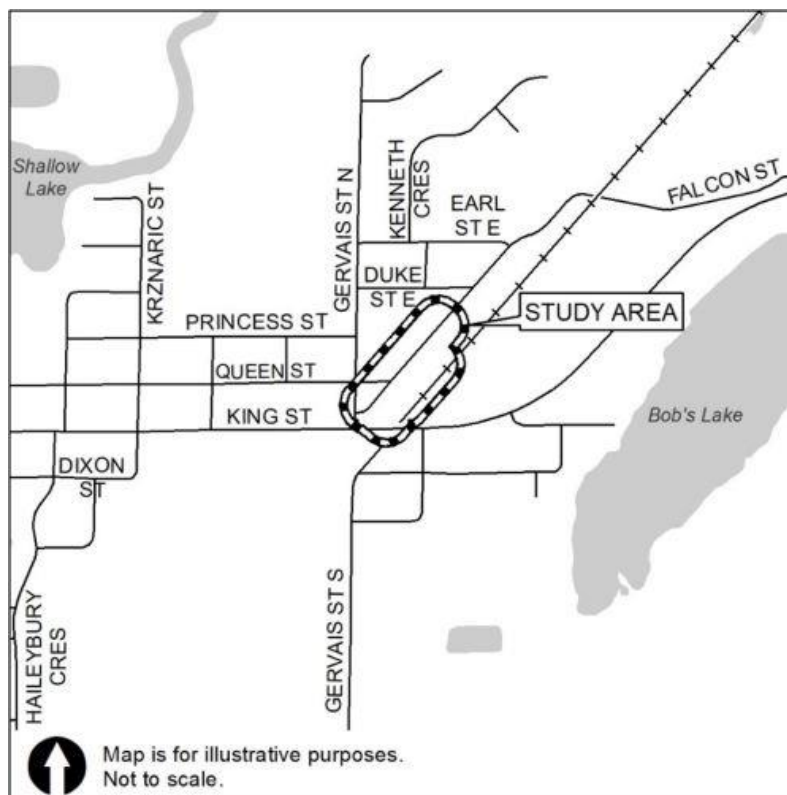 Shallow
Lake
KRZNARIC ST
GERVAIS ST N
KENNETH
CRES
EARL
ST E
FALCON ST
DUKE
ST E
STUDY AREA
PRINCESS ST
QUEEN ST
KING ST
Bob's Lake
DIXON
ST
HAILEYBURY
CRES
GERVAIS ST S
Map is for illustrative purposes.
Not to scale.